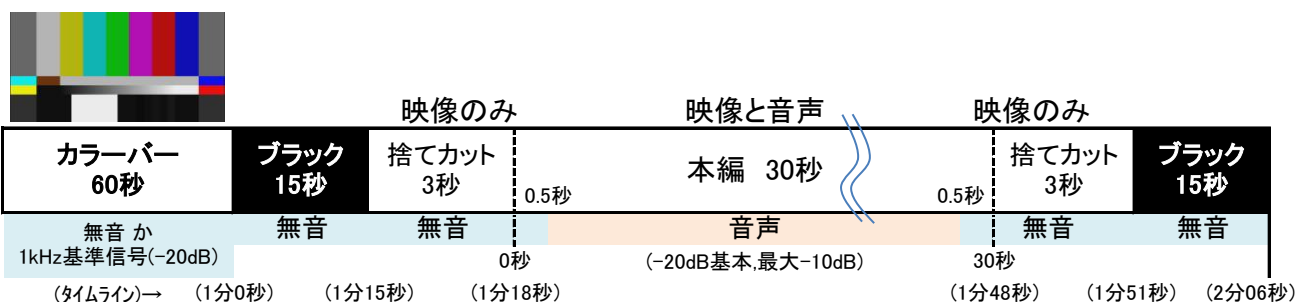 映像のみ 映像と音声 映像のみ
カラーバー
60秒
ブラック
15秒
捨てカット
3秒
0.5秒
本編 30秒
0.5秒
捨てカット
3秒
ブラック
15秒
無音 か
1kHz基準信号(-20dB)
無音
無音
音声
無音
無音
0秒
(-20dB基本,最大-10dB)
30秒
(タイムライン)→ (1分0秒) (1分15秒) (1分18秒) (1分48秒) (1分51秒) (2分06秒)